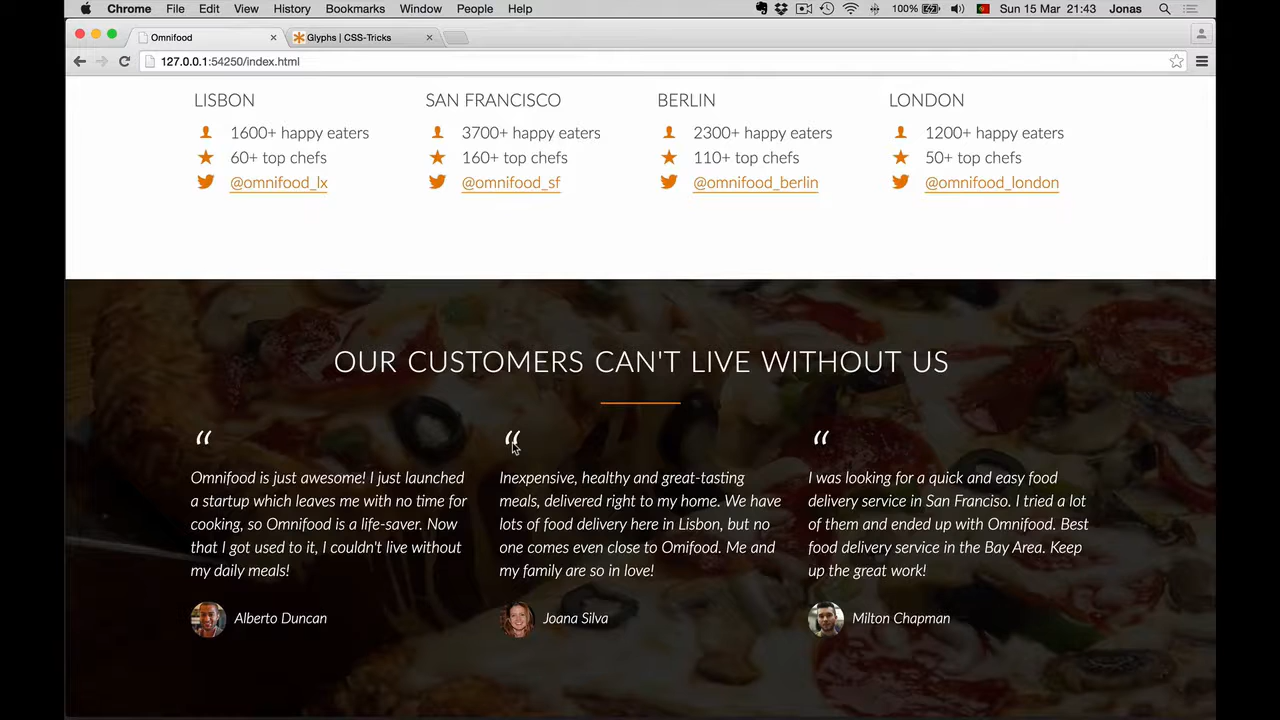 Chrome File Edit View History Bookmarks Window People Help 100% Sun 15 Mar 21:43 Jonas
Omnifood × Glyphs | CSS-Tricks ×
127.0.0.1:54250/index.html
LISBON SAN FRANCISCO BERLIN LONDON
1600+ happy eaters 3700+ happy eaters 2300+ happy eaters 1200+ happy eaters
60+ top chefs 160+ top chefs 110+ top chefs 50+ top chefs
@omnifood_lx @omnifood_sf @omnifood_berlin @omnifood_london
OUR CUSTOMERS CAN'T LIVE WITHOUT US
“ “ “
Omnifood is just awesome! I just launched
a startup which leaves me with no time for
cooking, so Omnifood is a life-saver. Now
that I got used to it, I couldn't live without
my daily meals!
Alberto Duncan
Inexpensive, healthy and great-tasting
meals, delivered right to my home. We have
lots of food delivery here in Lisbon, but no
one comes even close to Omifood. Me and
my family are so in love!
Joana Silva
I was looking for a quick and easy food
delivery service in San Franciso. I tried a lot
of them and ended up with Omnifood. Best
food delivery service in the Bay Area. Keep
up the great work!
Milton Chapman